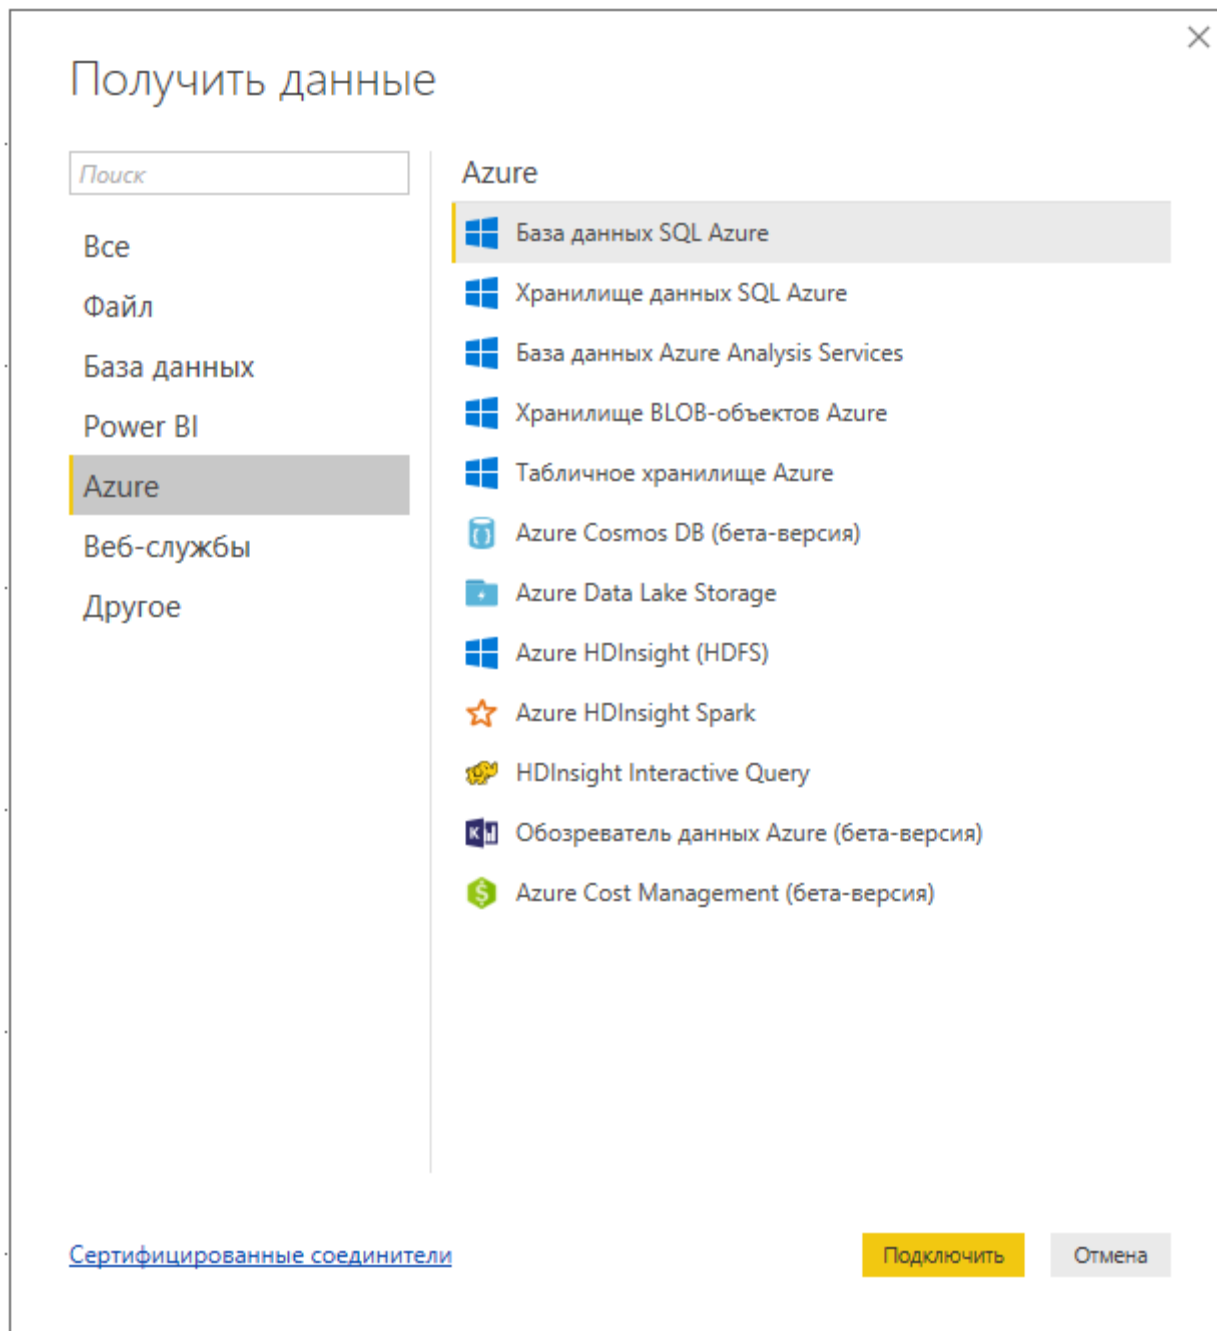 Получить данные
Поиск
Все
Файл
База данных
Power BI
Azure
Веб-службы
Другое
Azure
База данных SQL Azure
Хранилище данных SQL Azure
База данных Azure Analysis Services
Хранилище BLOB-объектов Azure
Табличное хранилище Azure
Azure Cosmos DB (бета-версия)
Azure Data Lake Storage
Azure HDInsight (HDFS)
Azure HDInsight Spark
HDInsight Interactive Query
Обозреватель данных Azure (бета-версия)
Azure Cost Management (бета-версия)
Сертифицированные соединители
Подключить
Отмена